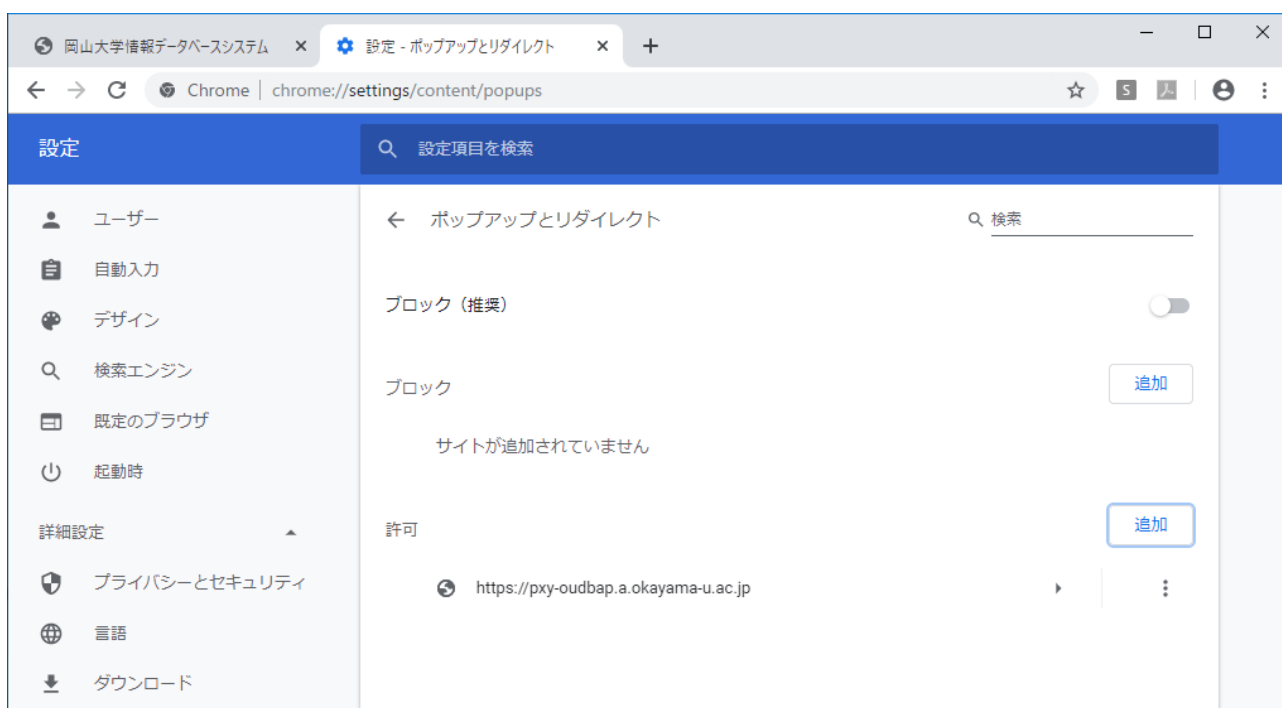 岡山大学情報データベースシステム
設定 - ポップアップとリダイレクト
Chrome | chrome://settings/content/popups
S
設定
設定項目を検索
ユーザー
自動入力
デザイン
検索エンジン
既定のブラウザ
起動時
詳細設定
プライバシーとセキュリティ
言語
ダウンロード
ポップアップとリダイレクト
検索
ブロック（推奨）
ブロック
追加
サイトが追加されていません
許可
追加
https://pxy-oudbap.a.okayama-u.ac.jp